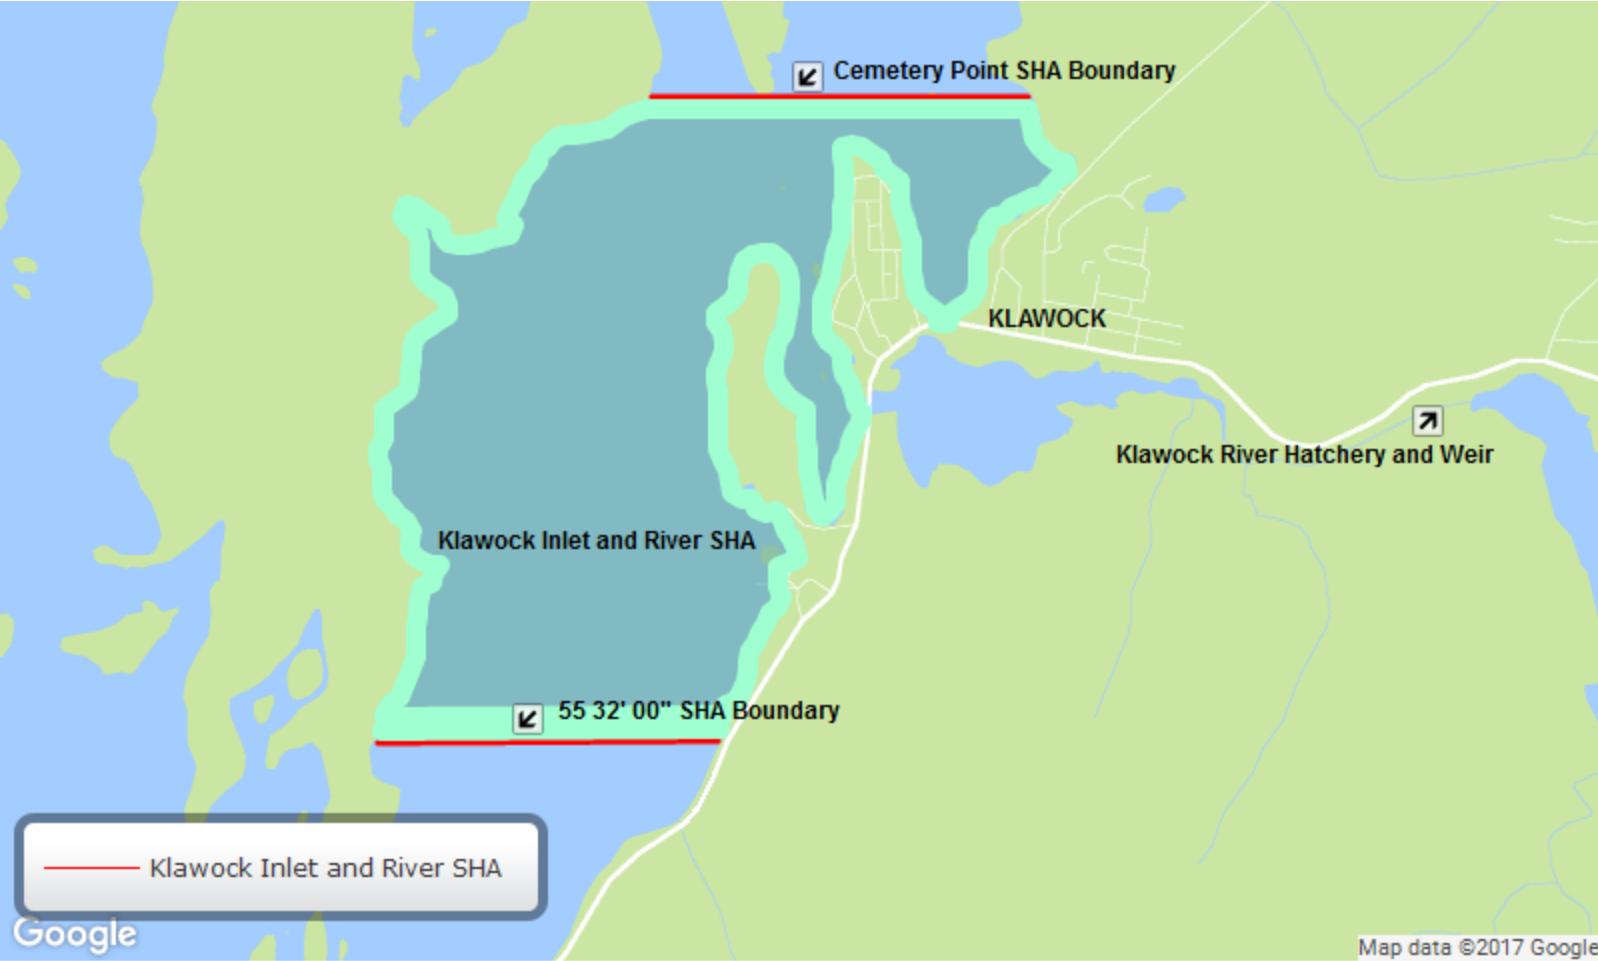 Cemetery Point SHA Boundary
KLAWOCK
Klawock River Hatchery and Weir
Klawock Inlet and River SHA
55 32' 00" SHA Boundary
Klawock Inlet and River SHA
Google
Map data ©2017 Google